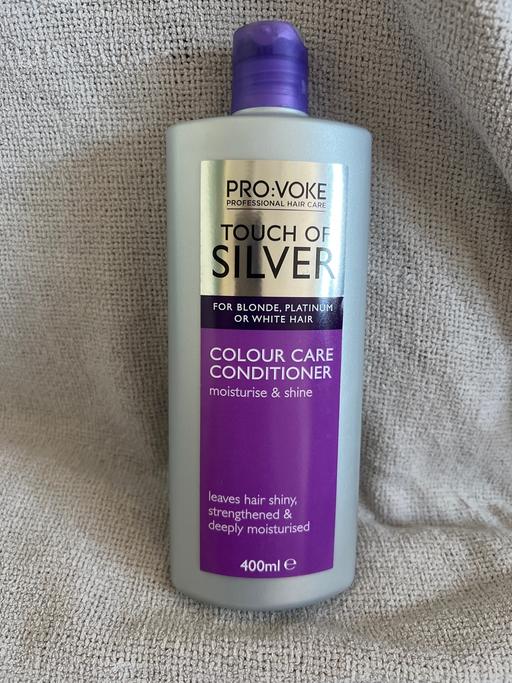 PRO:VOKE
PROFESSIONAL HAIR CARE
TOUCH OF
SILVER
FOR BLONDE, PLATINUM
OR WHITE HAIR
COLOUR CARE
CONDITIONER
moisturise & shine
leaves hair shiny,
strengthened &
deeply moisturised
400ml ℮